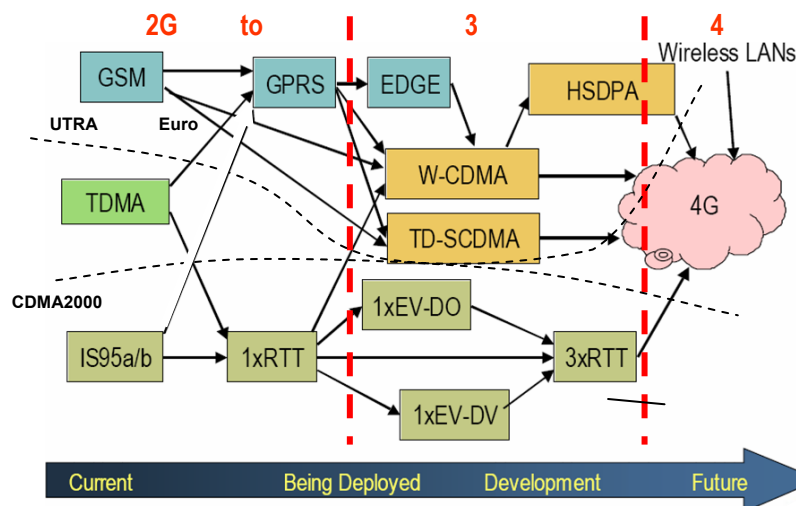 2G to 3 4
Wireless LANs
GSM GPRS EDGE HSDPA
UTRA Euro
W-CDMA
TDMA 4G
TD-SCDMA
CDMA2000
1xEV-DO
IS95a/b 1xRTT 3xRTT
1xEV-DV
Current Being Deployed Development Future